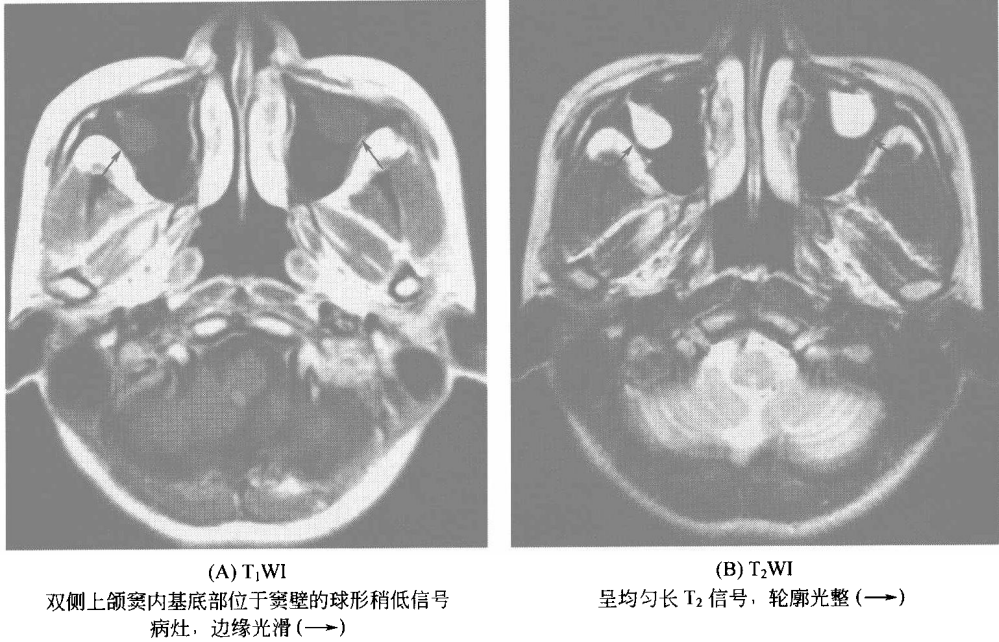 (A) T₁WI
双侧上颌窦内基底部位于窦壁的球形稍低信号
病灶，边缘光滑(⟶)
(B) T₂WI
呈均匀长 T₂ 信号，轮廓光整(⟶)